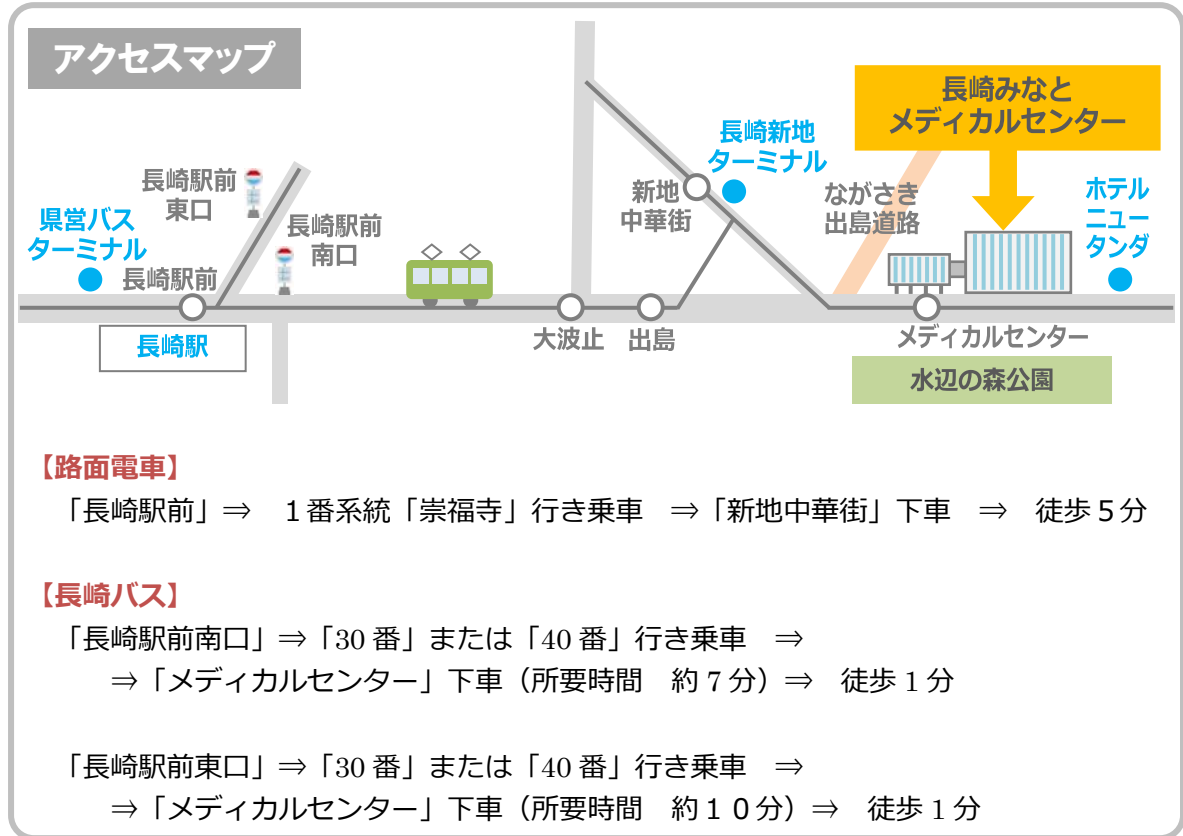 アクセスマップ
長崎みなと
メディカルセンター
長崎新地
ターミナル
長崎駅前
東口
新地
中華街
ながさき
出島道路
ホテル
ニュー
タンダ
県営バス
ターミナル
長崎駅前
南口
長崎駅前
長崎駅
大波止
出島
メディカルセンター
水辺の森公園
【路面電車】
「長崎駅前」⇒　１番系統「崇福寺」行き乗車　⇒「新地中華街」下車　⇒　徒歩５分
【長崎バス】
「長崎駅前南口」⇒「30 番」または「40 番」行き乗車　⇒
⇒「メディカルセンター」下車（所要時間　約 7 分）⇒　徒歩 1 分
「長崎駅前東口」⇒「30 番」または「40 番」行き乗車　⇒
⇒「メディカルセンター」下車（所要時間　約１０分）⇒　徒歩 1 分